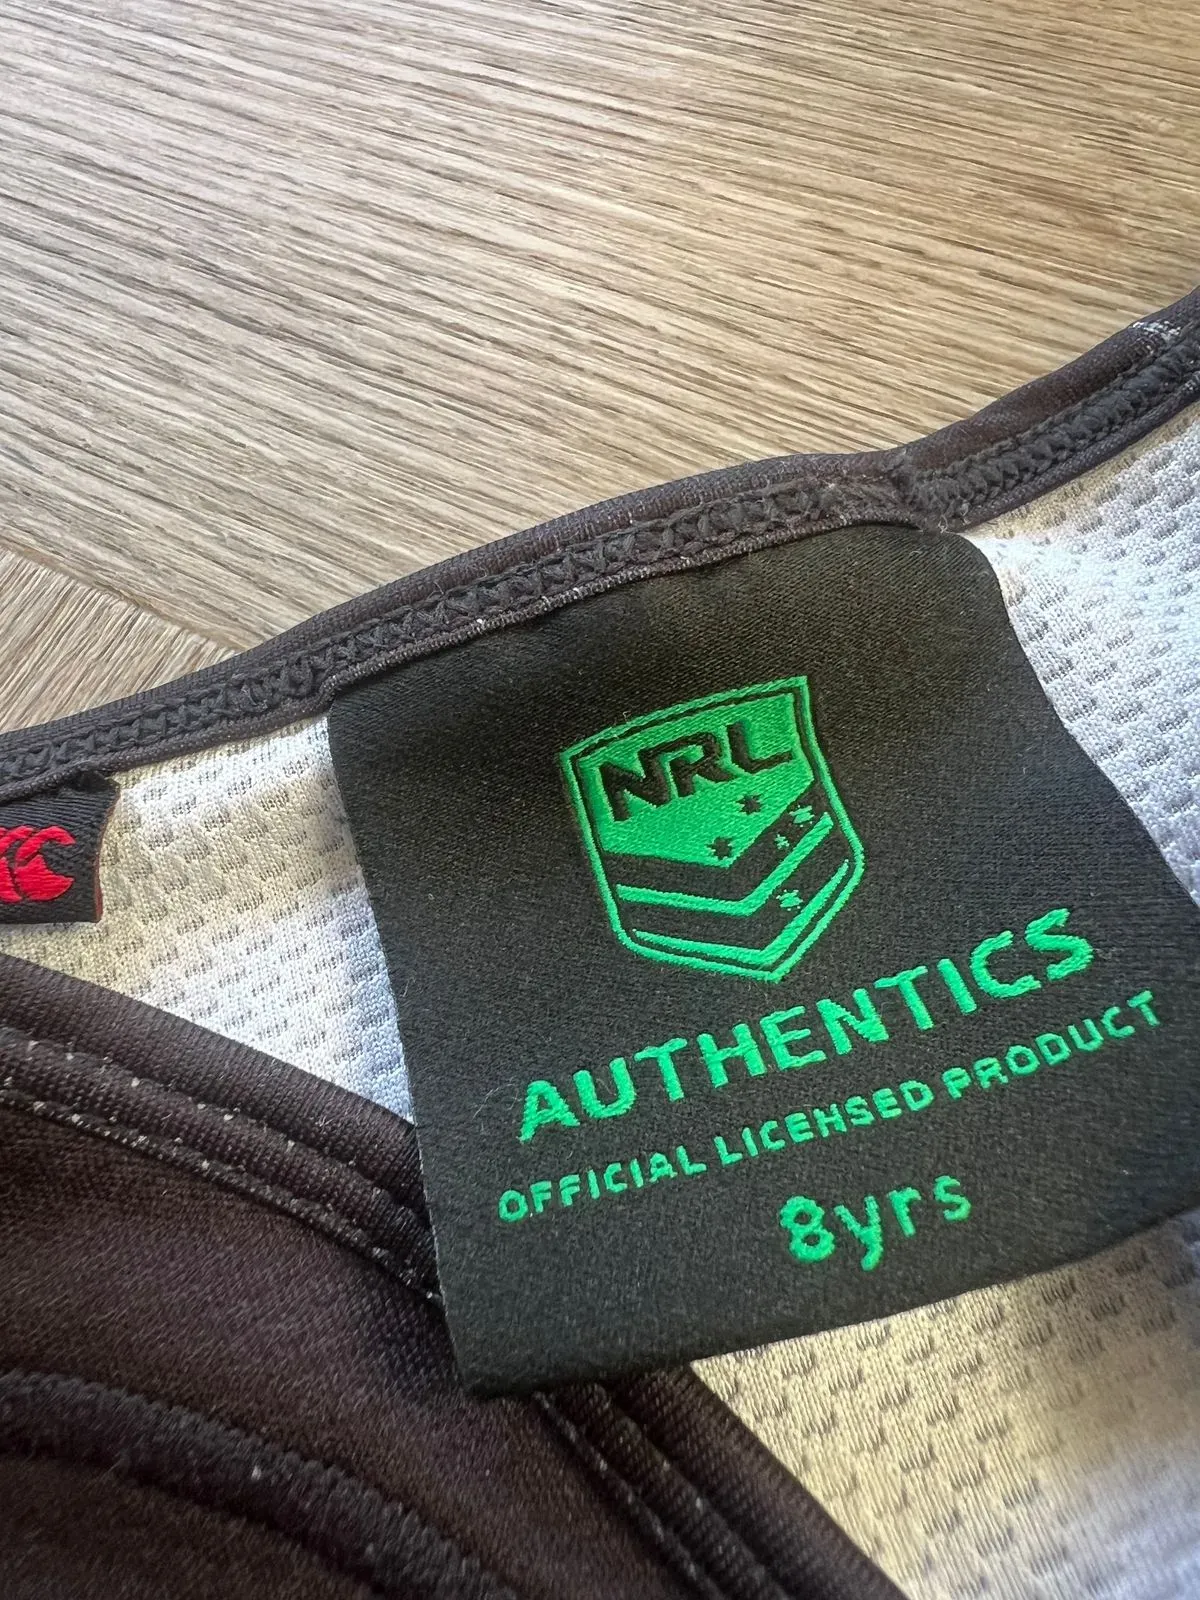 NRL
AUTHENTICS
OFFICIAL LICENSED PRODUCT
8yrs